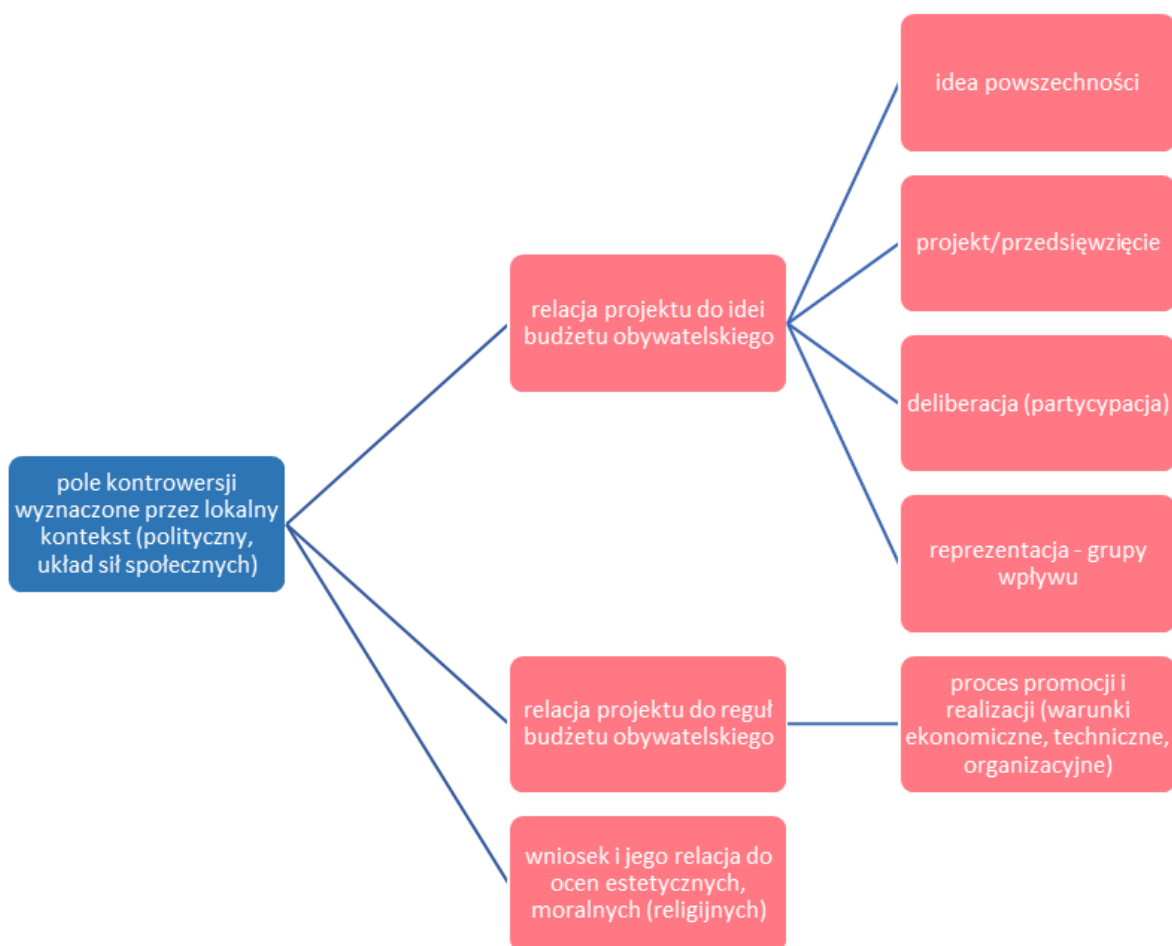 pole kontrowersji
wyznaczone przez lokalny
kontekst (polityczny,
układ sił społecznych)
relacja projektu do idei
budżetu obywatelskiego
idea powszechności
projekt/przedsięwzięcie
deliberacja (partycypacja)
reprezentacja - grupy
wpływu
relacja projektu do reguł
budżetu obywatelskiego
proces promocji i
realizacji (warunki
ekonomiczne, techniczne,
organizacyjne)
wniosek i jego relacja do
ocen estetycznych,
moralnych (religijnych)